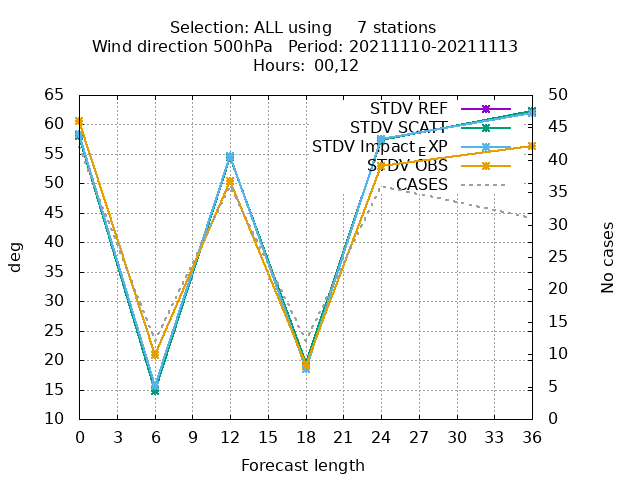 Selection: ALL using 7 stations
Wind direction 500hPa Period: 20211110-20211113
Hours: 00,12
STDV REF
STDV SCATT
STDV Impact_EXP
STDV OBS
CASES
deg
No cases
65
60
55
50
45
40
35
30
25
20
15
10
50
45
40
35
30
25
20
15
10
5
0
0 3 6 9 12 15 18 21 24 27 30 33 36
Forecast length